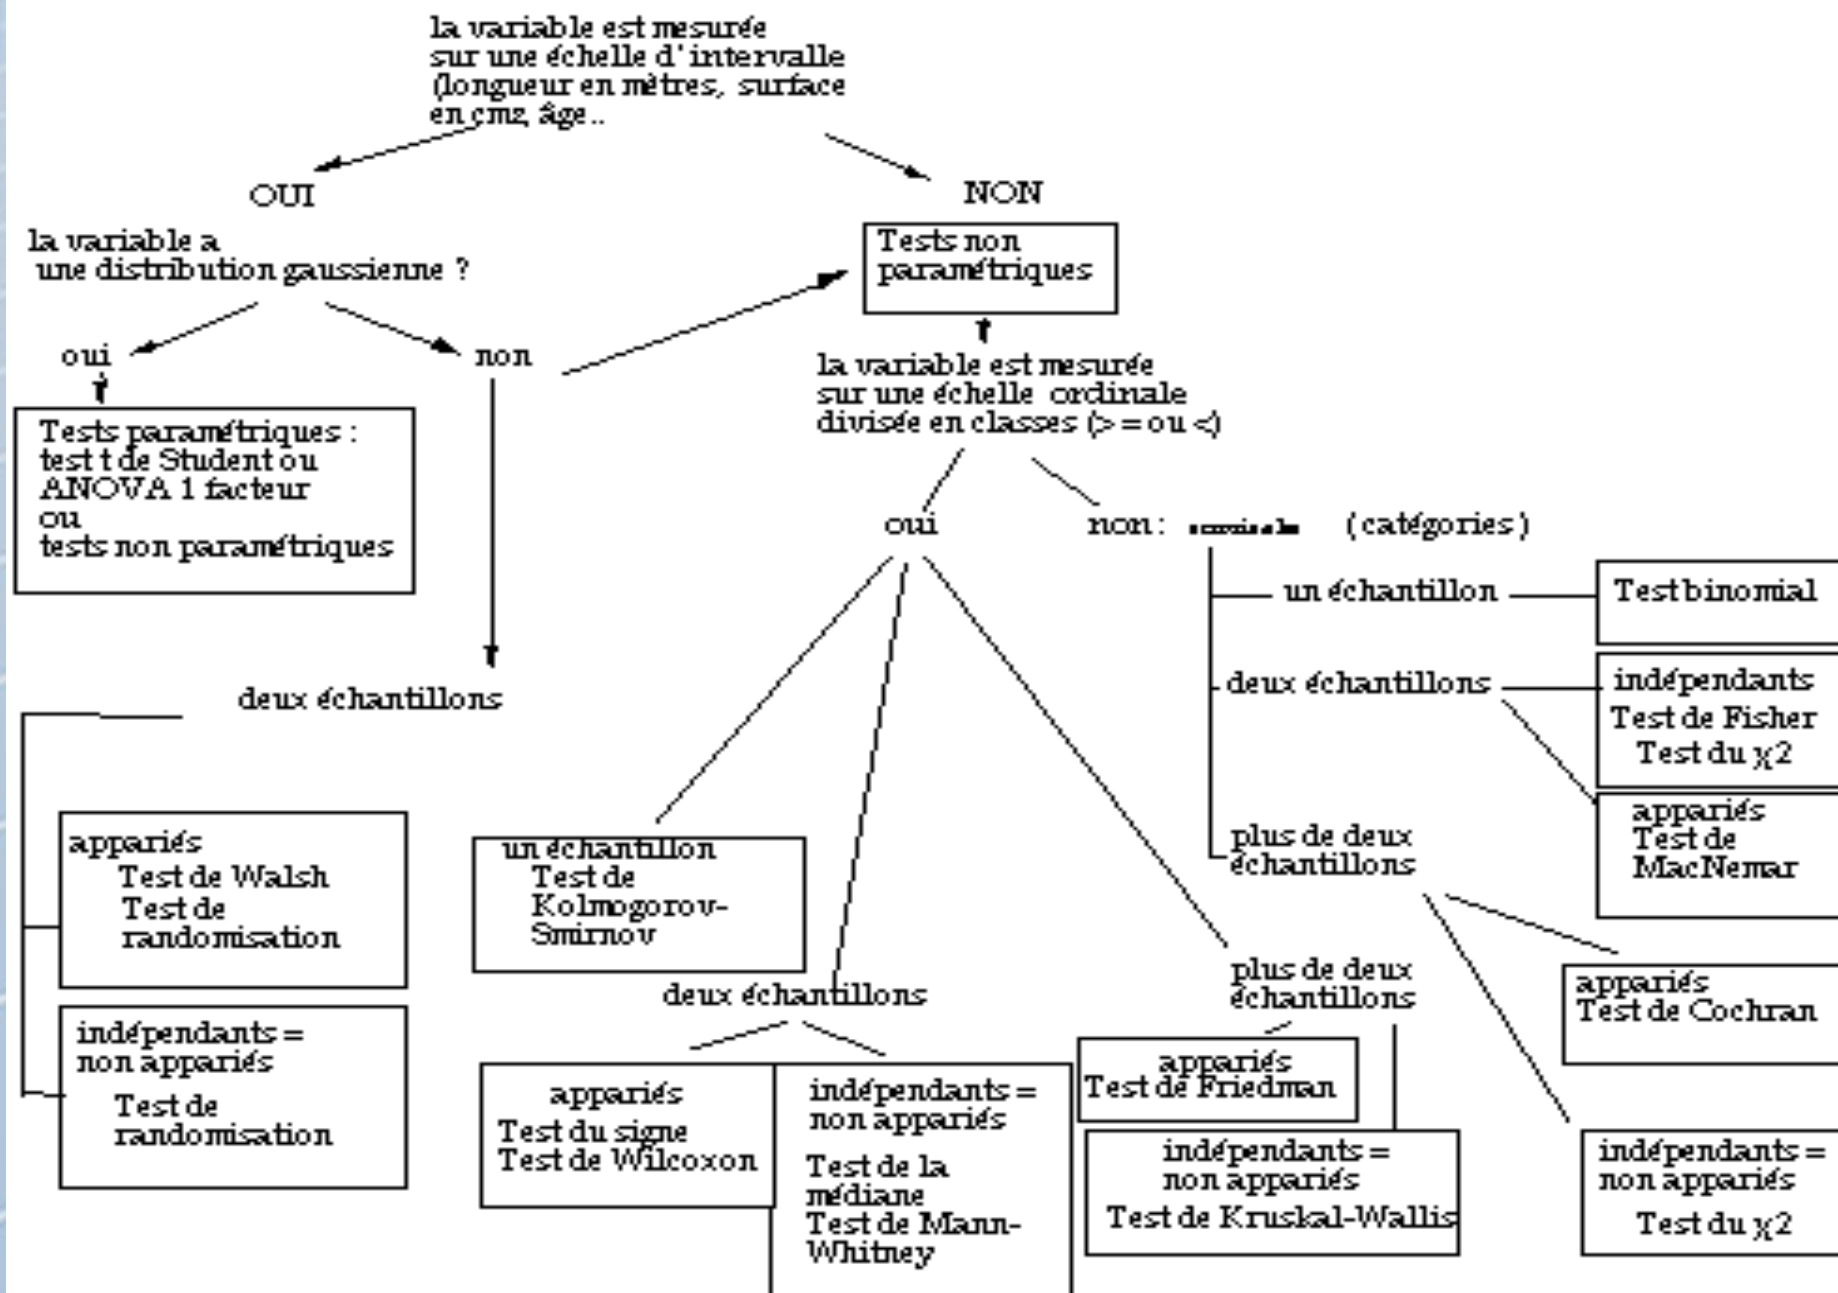 la variable est mesurée
sur une échelle d'intervalle
(longueur en mètres, surface
en cm2, âge..
OUI
NON
la variable a
une distribution gaussienne ?
Tests non
paramétriques
oui
non
la variable est mesurée
sur une échelle ordinale
divisée en classes (> = ou <)
Tests paramétriques :
test t de Student ou
ANOVA 1 facteur
ou
tests non paramétriques
oui
non : (catégories)
un échantillon
Test binomial
deux échantillons
indépendants
Test de Fisher
Test du χ2
appariés
Test de
MacNemar
plus de deux
échantillons
appariés
Test de Cochran
indépendants =
non appariés
Test du χ2
deux échantillons
appariés
Test de Walsh
Test de
randomisation
indépendants =
non appariés
Test de
randomisation
un échantillon
Test de
Kolmogorov-
Smirnov
deux échantillons
appariés
Test du signe
Test de Wilcoxon
indépendants =
non appariés
Test de la
médiane
Test de Mann-
Whitney
plus de deux
échantillons
appariés
Test de Friedman
indépendants =
non appariés
Test de Kruskal-Wallis